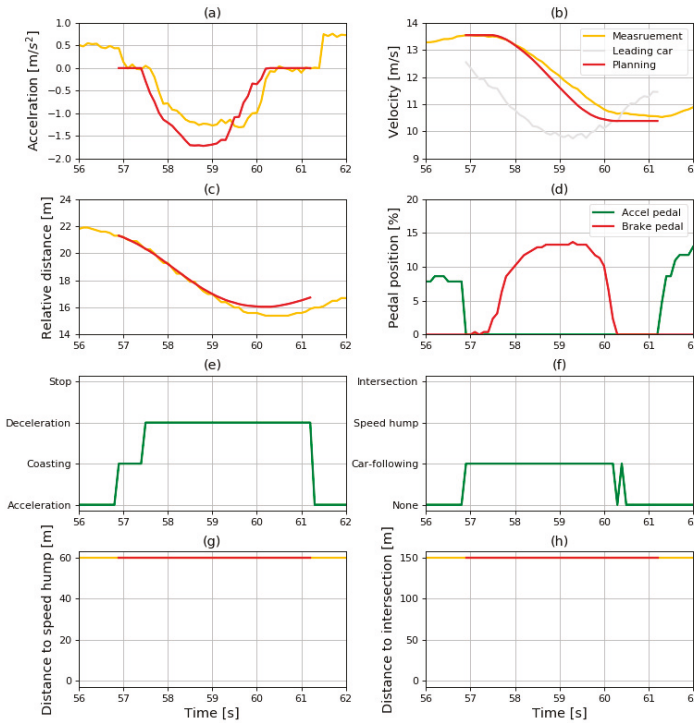 (a)
Accelration [m/s²]
1.0
0.5
0.0
−0.5
−1.0
−1.5
−2.0
56 57 58 59 60 61 62
(b)
Velocity [m/s]
14
13
12
11
10
9
Measruement
Leading car
Planning
56 57 58 59 60 61 62
(c)
Relative distance [m]
24
22
20
18
16
14
56 57 58 59 60 61 62
(d)
Pedal position [%]
20
15
10
5
0
Accel pedal
Brake pedal
56 57 58 59 60 61 62
(e)
Stop
Deceleration
Coasting
Acceleration
56 57 58 59 60 61 62
(f)
Intersection
Speed hump
Car-following
None
56 57 58 59 60 61 62
(g)
Distance to speed hump [m]
60
40
20
0
56 57 58 59 60 61 62
Time [s]
(h)
Distance to intersection [m]
150
100
50
0
56 57 58 59 60 61 62
Time [s]